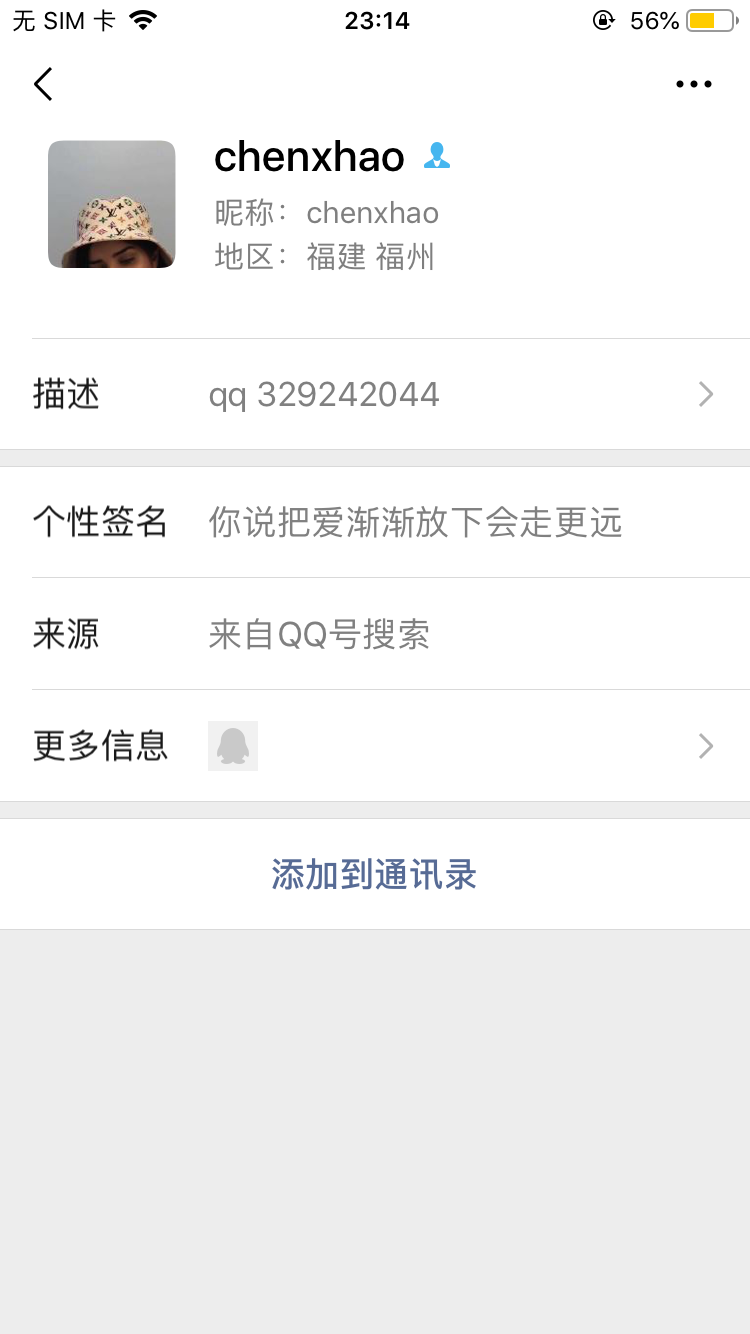 无 SIM 卡 23:14 56%
chenxhao
昵称：chenxhao
地区：福建 福州
描述 qq 329242044
个性签名 你说把爱渐渐放下会走更远
来源 来自QQ号搜索
更多信息
添加到通讯录